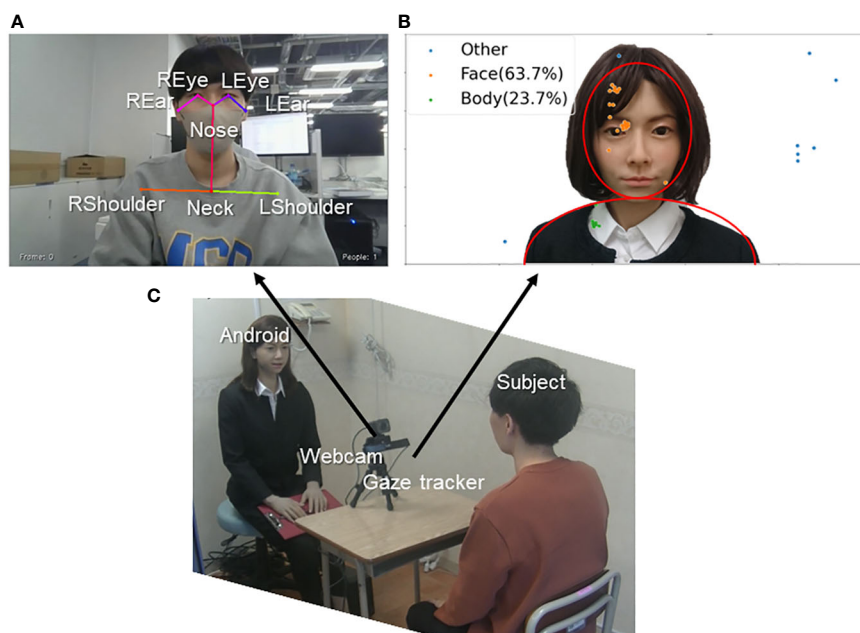 A
REye LEye
REar LEar
Nose
RShoulder Neck LShoulder
Frame: 0 People: 1
B
Other
Face(63.7%)
Body(23.7%)
C
Android
Subject
Webcam
Gaze tracker